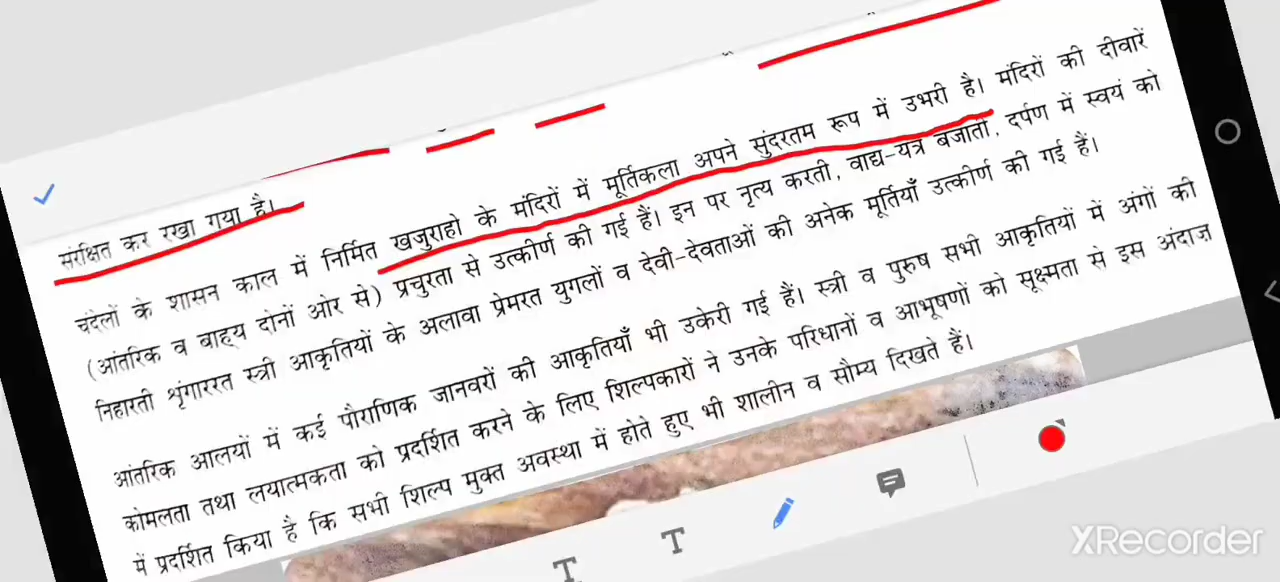 संरक्षित कर रखा गया है।
चंदेलों के शासन काल में निर्मित खजुराहो के मंदिरों में मूर्तिकला अपने सुंदरतम रूप में उभरी है। मंदिरों की दीवारें
(आंतरिक व बाह्य दोनों ओर से) प्रचुरता से उत्कीर्ण की गई हैं। इन पर नृत्य करती, वाद्य-यंत्र बजाती, दर्पण में स्वयं को
निहारती शृंगाररत स्त्री आकृतियों के अलावा प्रेमरत युगलों व देवी-देवताओं की अनेक मूर्तियाँ उत्कीर्ण की गई हैं।
आंतरिक आलयों में कई पौराणिक जानवरों की आकृतियाँ भी उकेरी गई हैं। स्त्री व पुरुष सभी आकृतियों में अंगों की
कोमलता तथा लयात्मकता को प्रदर्शित करने के लिए शिल्पकारों ने उनके परिधानों व आभूषणों को सूक्ष्मता से इस अंदाज़
में प्रदर्शित किया है कि सभी शिल्प मुक्त अवस्था में होते हुए भी शालीन व सौम्य दिखते हैं।
T T
XRecorder